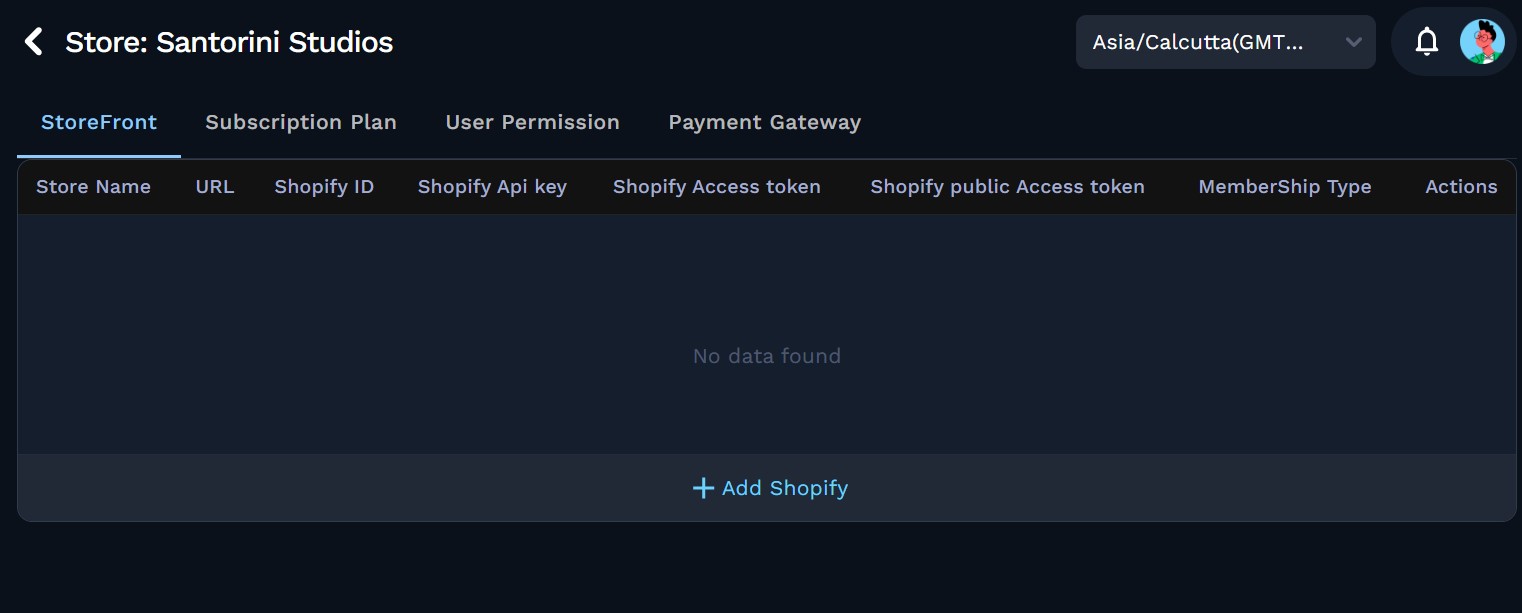 Store: Santorini Studios
Asia/Calcutta(GMT...
StoreFront Subscription Plan User Permission Payment Gateway
Store Name URL Shopify ID Shopify Api key Shopify Access token Shopify public Access token MemberShip Type Actions
No data found
Add Shopify